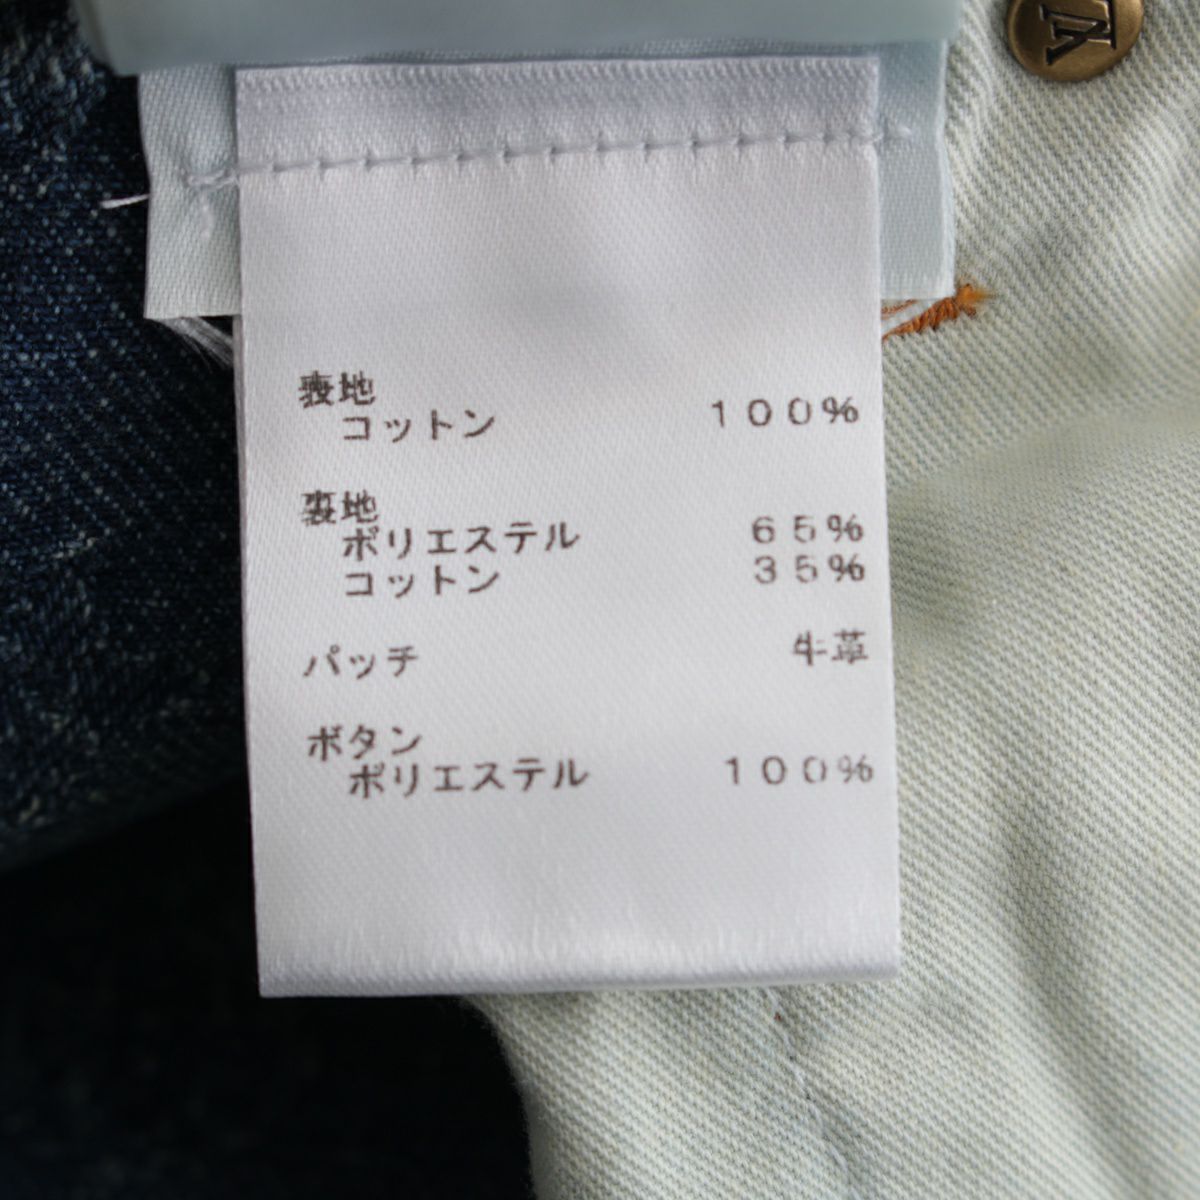 表地
コットン 100%
裏地
ポリエステル 65%
コットン 35%
パッチ 牛革
ボタン
ポリエステル 100%
LV